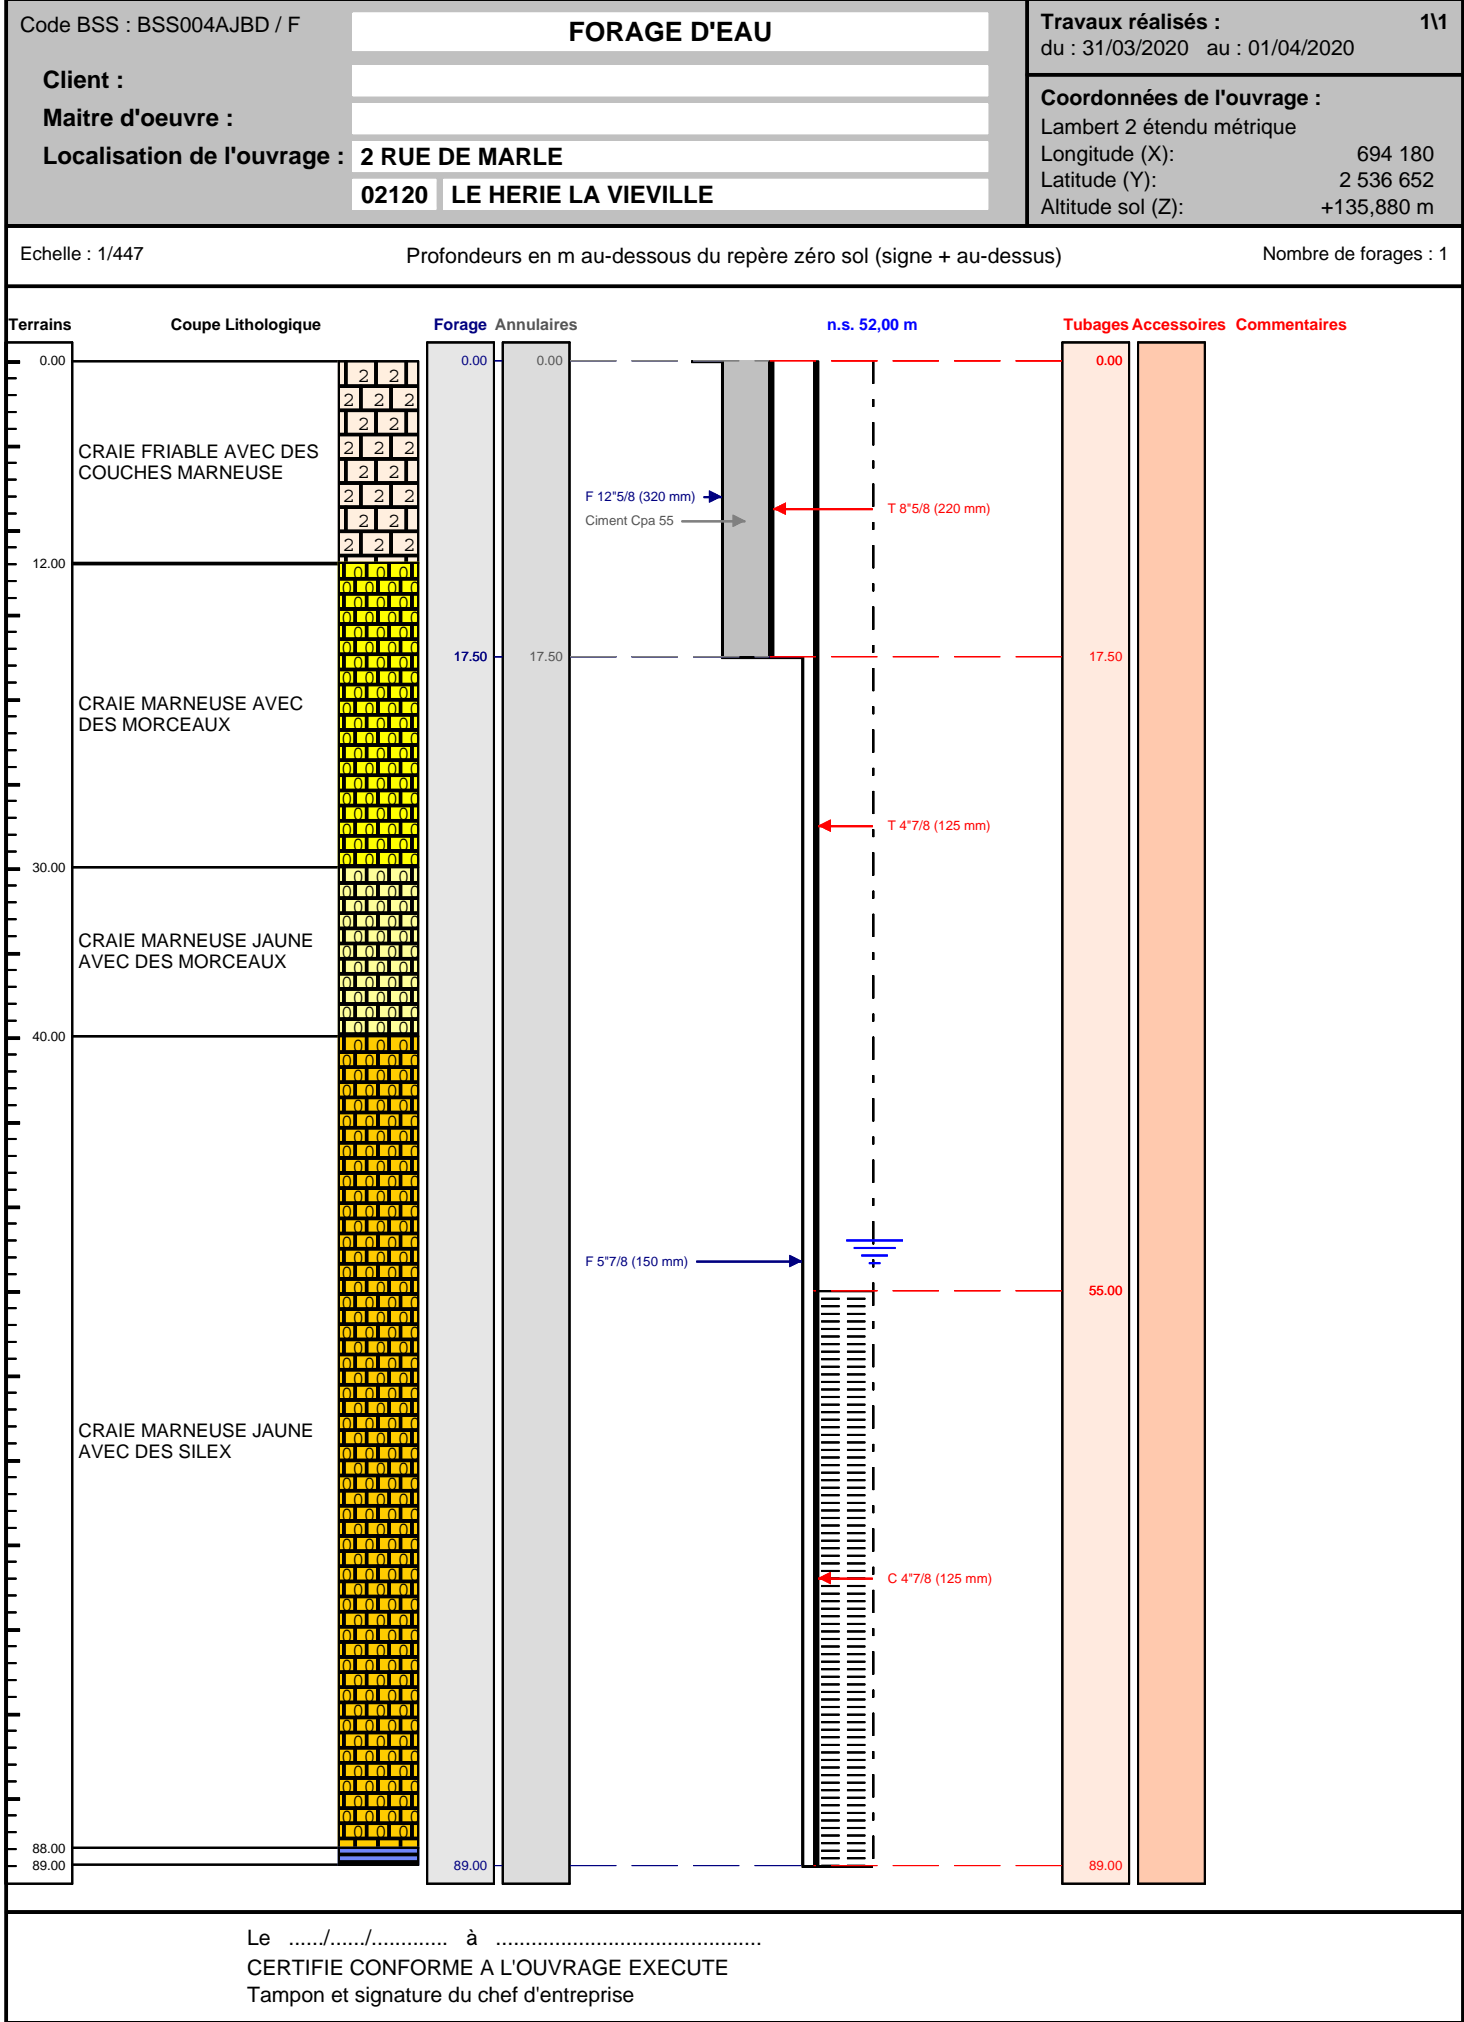 Code BSS : BSS004AJBD / F
FORAGE D'EAU
Travaux réalisés : 1\1
du : 31/03/2020 au : 01/04/2020
Client :
Maitre d'oeuvre :
Localisation de l'ouvrage : 2 RUE DE MARLE
02120 LE HERIE LA VIEVILLE
Coordonnées de l'ouvrage :
Lambert 2 étendu métrique
Longitude (X): 694 180
Latitude (Y): 2 536 652
Altitude sol (Z): +135,880 m
Echelle : 1/447
Profondeurs en m au-dessous du repère zéro sol (signe + au-dessus)
Nombre de forages : 1
Terrains Coupe Lithologique Forage Annulaires n.s. 52,00 m Tubages Accessoires Commentaires
0.00 0.00 0.00 0.00
CRAIE FRIABLE AVEC DES
COUCHES MARNEUSE
F 12"5/8 (320 mm)
T 8"5/8 (220 mm)
Ciment Cpa 55
12.00
17.50 17.50 17.50
CRAIE MARNEUSE AVEC
DES MORCEAUX
T 4"7/8 (125 mm)
30.00
CRAIE MARNEUSE JAUNE
AVEC DES MORCEAUX
40.00
F 5"7/8 (150 mm)
55.00
CRAIE MARNEUSE JAUNE
AVEC DES SILEX
C 4"7/8 (125 mm)
88.00
89.00 89.00 89.00
Le ....../....../............. à .............................................
CERTIFIE CONFORME A L'OUVRAGE EXECUTE
Tampon et signature du chef d'entreprise